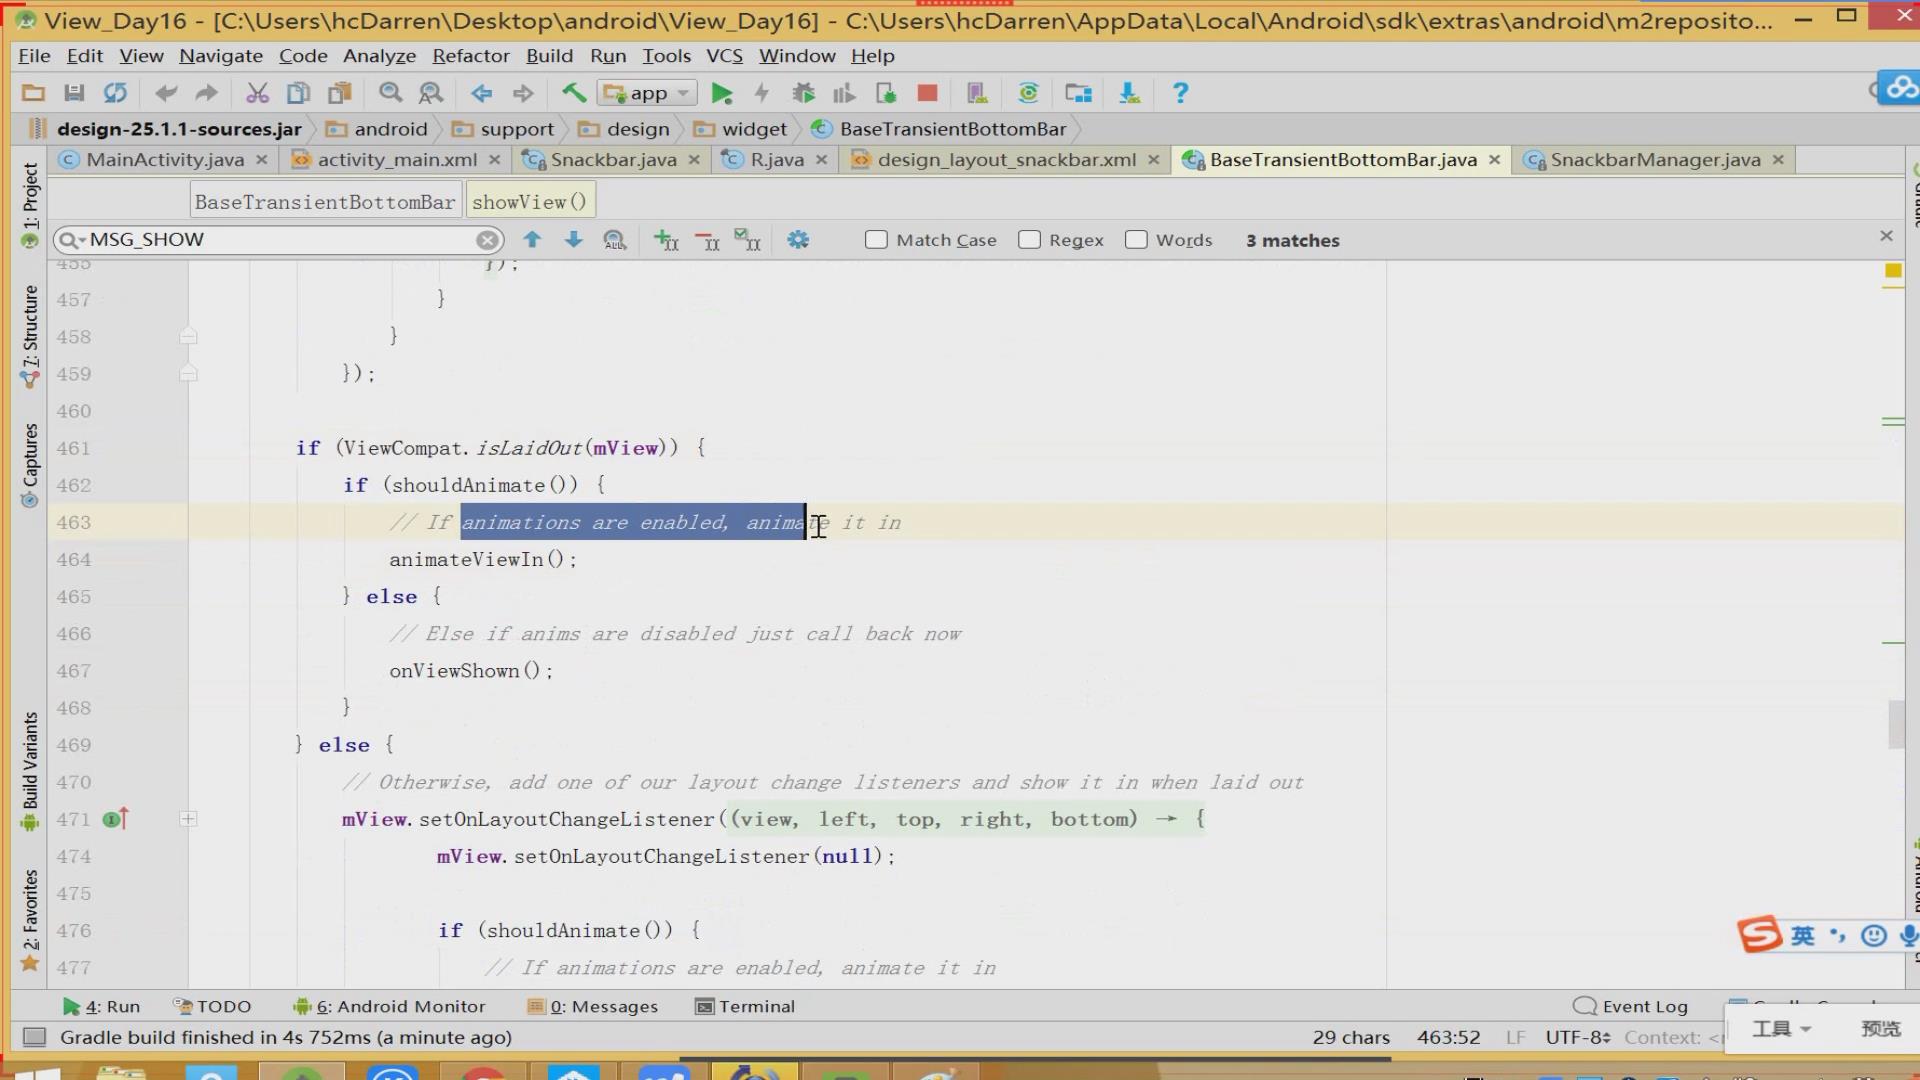 View_Day16 - [C:\Users\hcDarren\Desktop\android\View_Day16] - C:\Users\hcDarren\AppData\Local\Android\sdk\extras\android\m2reposito...
File Edit View Navigate Code Analyze Refactor Build Run Tools VCS Window Help
app
design-25.1.1-sources.jar android support design widget BaseTransientBottomBar
MainActivity.java activity_main.xml Snackbar.java R.java design_layout_snackbar.xml BaseTransientBottomBar.java SnackbarManager.java
BaseTransientBottomBar showView()
MSG_SHOW Match Case Regex Words 3 matches
455 });
457 }
458 }
459 });
460
461 if (ViewCompat.isLaidOut(mView)) {
462 if (shouldAnimate()) {
463 // If animations are enabled, animate it in
464 animateViewIn();
465 } else {
466 // Else if anims are disabled just call back now
467 onViewShown();
468 }
469 } else {
470 // Otherwise, add one of our layout change listeners and show it in when laid out
471 mView.setOnLayoutChangeListener((view, left, top, right, bottom) → {
474 mView.setOnLayoutChangeListener(null);
475
476 if (shouldAnimate()) {
477 // If animations are enabled, animate it in
1: Project
7: Structure
Captures
Build Variants
2: Favorites
英
4: Run TODO 6: Android Monitor 0: Messages Terminal Event Log
Gradle build finished in 4s 752ms (a minute ago) 29 chars 463:52 LF UTF-8 Context: <
工具 预览